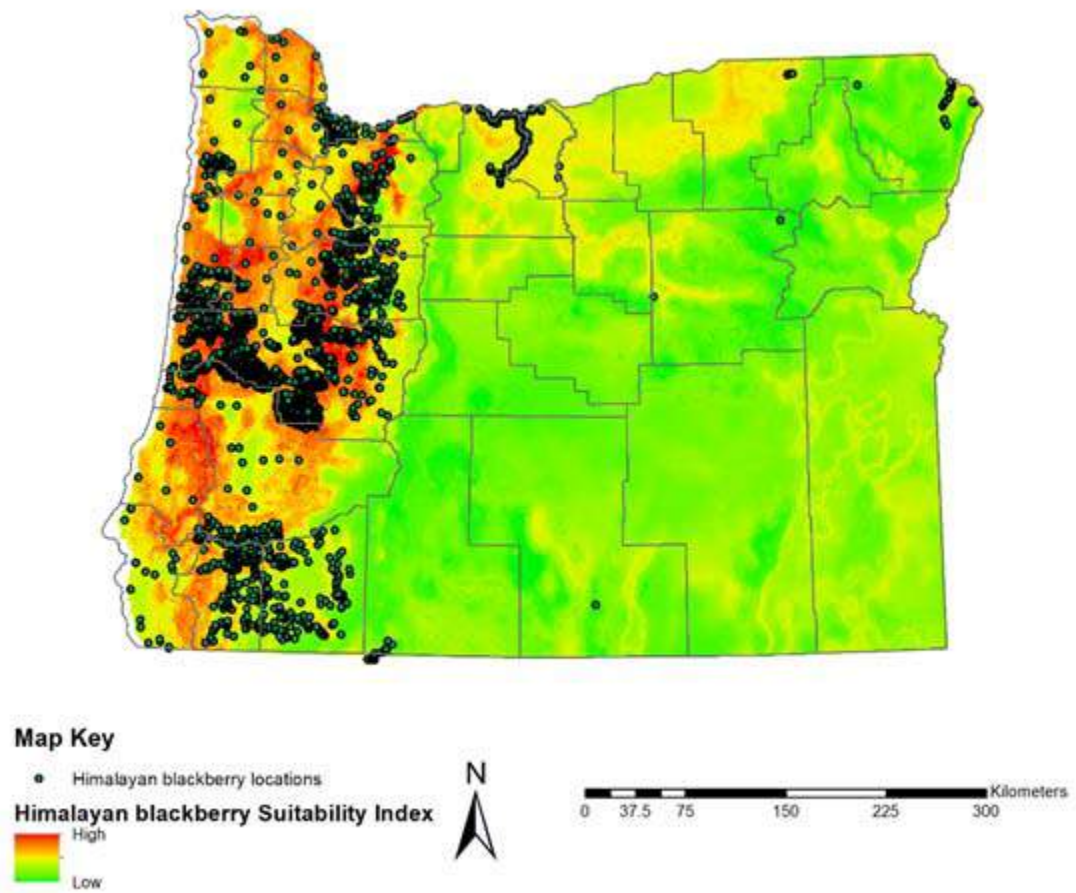 Map Key
Himalayan blackberry locations
Himalayan blackberry Suitability Index
High
Low
N
Kilometers
0 37.5 75 150 225 300